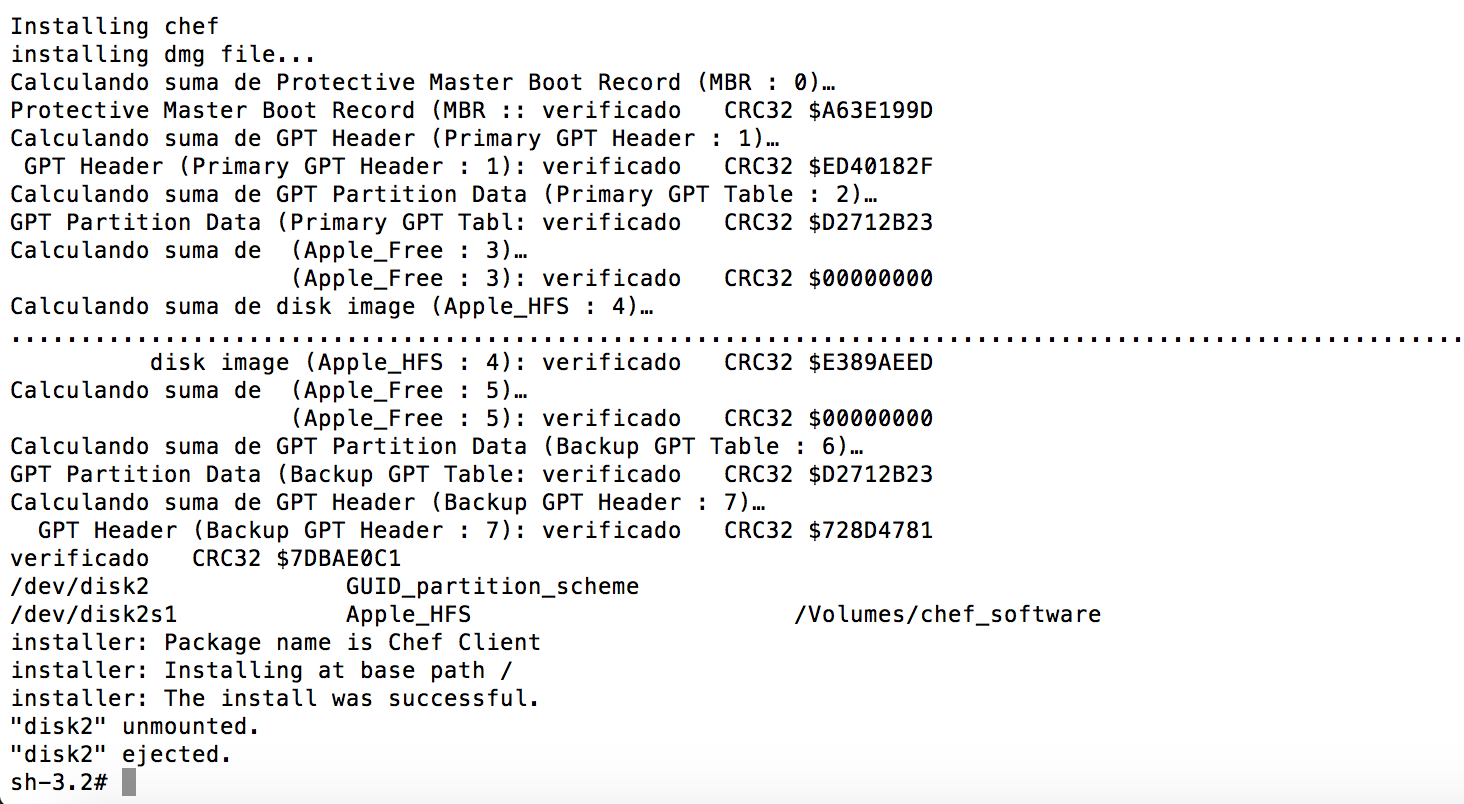 Installing chef
installing dmg file...
Calculando suma de Protective Master Boot Record (MBR : 0)…
Protective Master Boot Record (MBR :: verificado   CRC32 $A63E199D
Calculando suma de GPT Header (Primary GPT Header : 1)…
 GPT Header (Primary GPT Header : 1): verificado   CRC32 $ED40182F
Calculando suma de GPT Partition Data (Primary GPT Table : 2)…
GPT Partition Data (Primary GPT Tabl: verificado   CRC32 $D2712B23
Calculando suma de  (Apple_Free : 3)…
                    (Apple_Free : 3): verificado   CRC32 $00000000
Calculando suma de disk image (Apple_HFS : 4)…
........................................................................................................
          disk image (Apple_HFS : 4): verificado   CRC32 $E389AEED
Calculando suma de  (Apple_Free : 5)…
                    (Apple_Free : 5): verificado   CRC32 $00000000
Calculando suma de GPT Partition Data (Backup GPT Table : 6)…
GPT Partition Data (Backup GPT Table: verificado   CRC32 $D2712B23
Calculando suma de GPT Header (Backup GPT Header : 7)…
  GPT Header (Backup GPT Header : 7): verificado   CRC32 $728D4781
verificado   CRC32 $7DBAE0C1
/dev/disk2              GUID_partition_scheme
/dev/disk2s1            Apple_HFS                       /Volumes/chef_software
installer: Package name is Chef Client
installer: Installing at base path /
installer: The install was successful.
"disk2" unmounted.
"disk2" ejected.
sh-3.2#